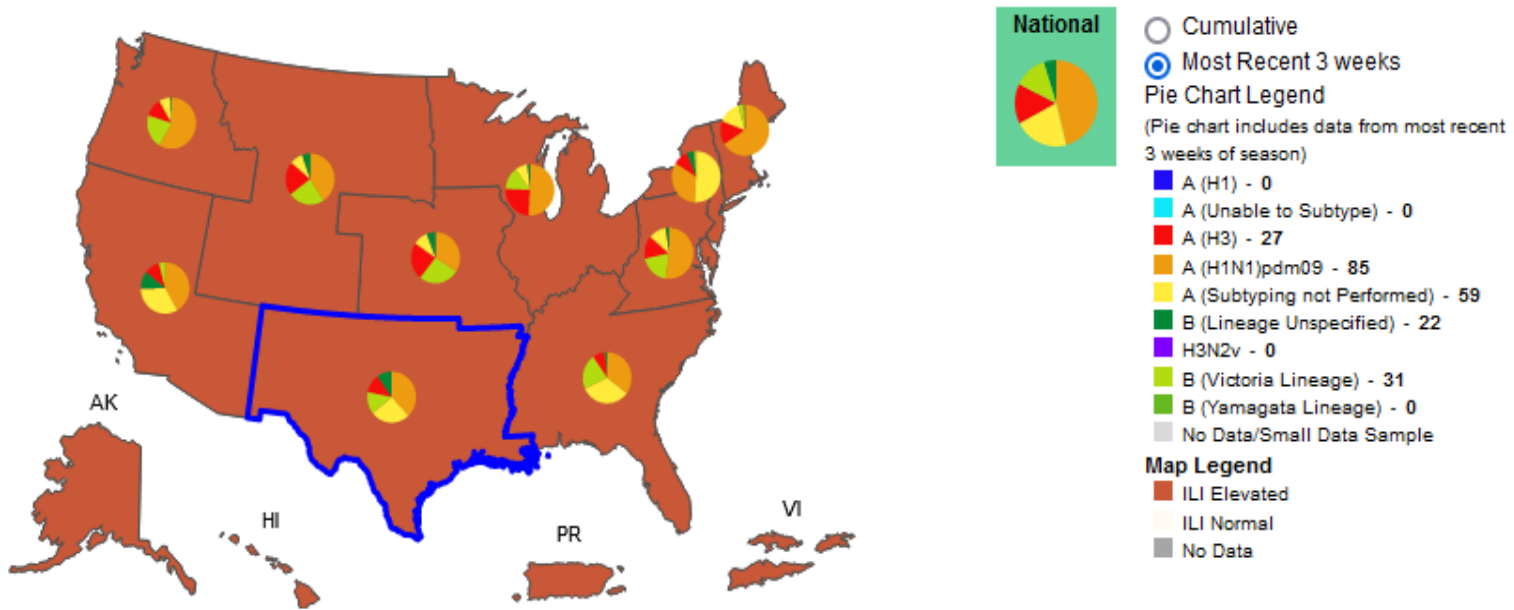 National
Cumulative
Most Recent 3 weeks
Pie Chart Legend
(Pie chart includes data from most recent
3 weeks of season)
A (H1) - 0
A (Unable to Subtype) - 0
A (H3) - 27
A (H1N1)pdm09 - 85
A (Subtyping not Performed) - 59
B (Lineage Unspecified) - 22
H3N2v - 0
B (Victoria Lineage) - 31
B (Yamagata Lineage) - 0
No Data/Small Data Sample
Map Legend
ILI Elevated
ILI Normal
No Data
AK
HI
PR
VI